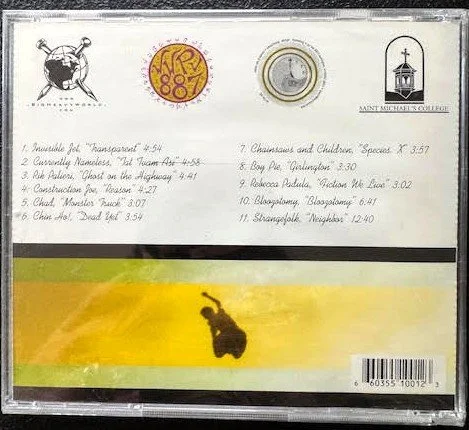 WWW
.BIGHEAVYWORLD.
COM
WRVT
88.7
SAINT MICHAEL'S COLLEGE
1. Invisible Jet, "Transparent" 4:54
2. Currently Nameless, "Tat Tvam Asi" 4:58
3. Rik Palieri, "Ghost on the Highway" 4:41
4. Construction Joe, "Reason" 4:27
5. Chad, "Monster Truck" 3:07
*6. Chin Ho!, "Dead Yet" 3:54
7. Chainsaws and Children, "Species X" 3:57
8. Boy Pie, "Girlington" 3:30
9. Rebecca Padula, "Fiction We Live" 3:02
10. Bloozotomy, "Bloozotomy" 6:41
11. Strangefolk, "Neighbor" 12:40
6 60355 10012 3